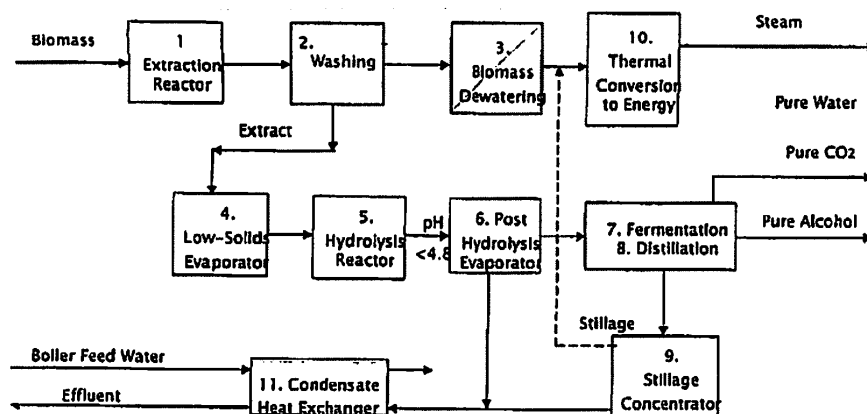 Biomass
1
Extraction
Reactor
2.
Washing
3.
Biomass
Dewatering
10.
Thermal
Conversion
to Energy
Steam
Pure Water
Pure CO2
Extract
4.
Low-Solids
Evaporator
5.
Hydrolysis
Reactor
pH
<4.8
6. Post
Hydrolysis
Evaporator
7. Fermentation
8. Distillation
Pure Alcohol
Stillage
9.
Stillage
Concentrator
Boiler Feed Water
Effluent
11. Condensate
Heat Exchanger